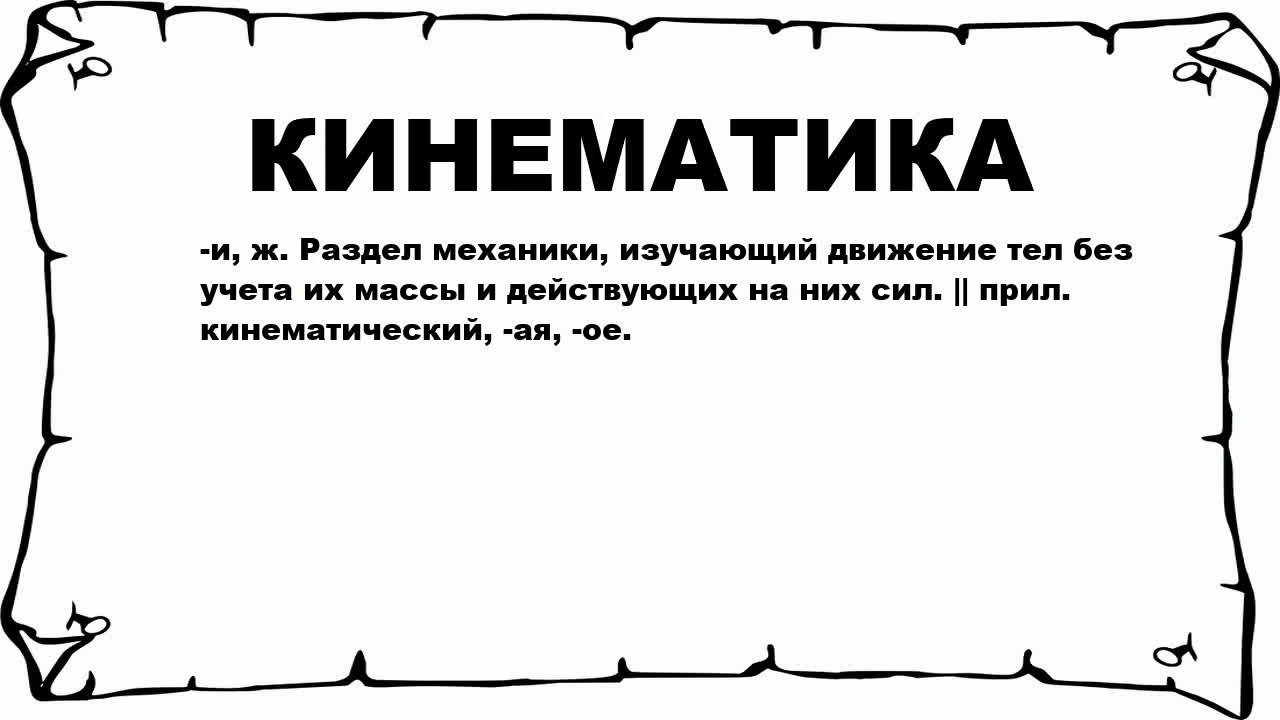 КИНЕМАТИКА
-и, ж. Раздел механики, изучающий движение тел без
учета их массы и действующих на них сил. || прил.
кинематический, -ая, -ое.